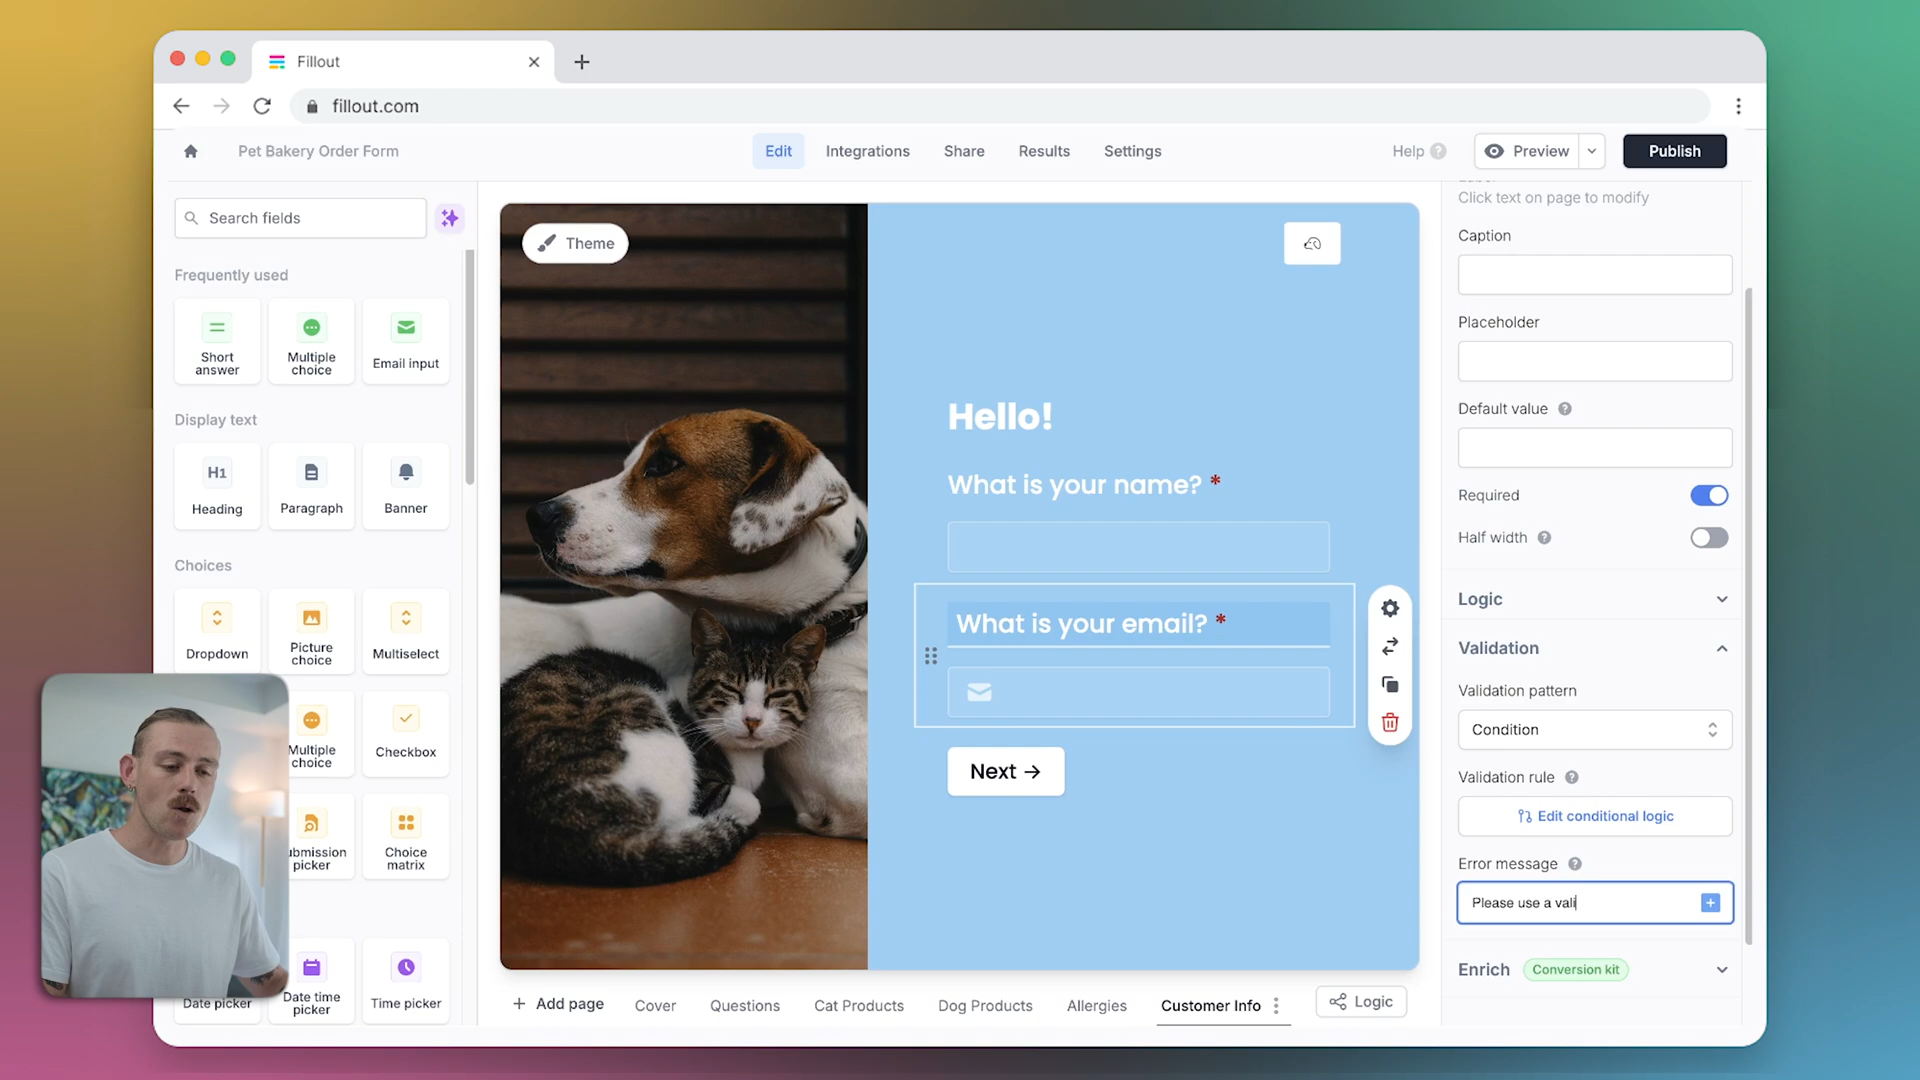 Fillout
fillout.com
Pet Bakery Order Form
Edit
Integrations
Share
Results
Settings
Help
Preview
Publish
Search fields
Frequently used
Short answer
Multiple choice
Email input
Display text
H1
Heading
Paragraph
Banner
Choices
Dropdown
Picture choice
Multiselect
Multiple choice
Checkbox
ubmission picker
Choice matrix
Date picker
Date time picker
Time picker
Theme
Hello!
What is your name? *
What is your email? *
Next →
+ Add page
Cover
Questions
Cat Products
Dog Products
Allergies
Customer Info
Logic
Click text on page to modify
Caption
Placeholder
Default value
Required
Half width
Logic
Validation
Validation pattern
Condition
Validation rule
Edit conditional logic
Error message
Please use a vali
Enrich
Conversion kit